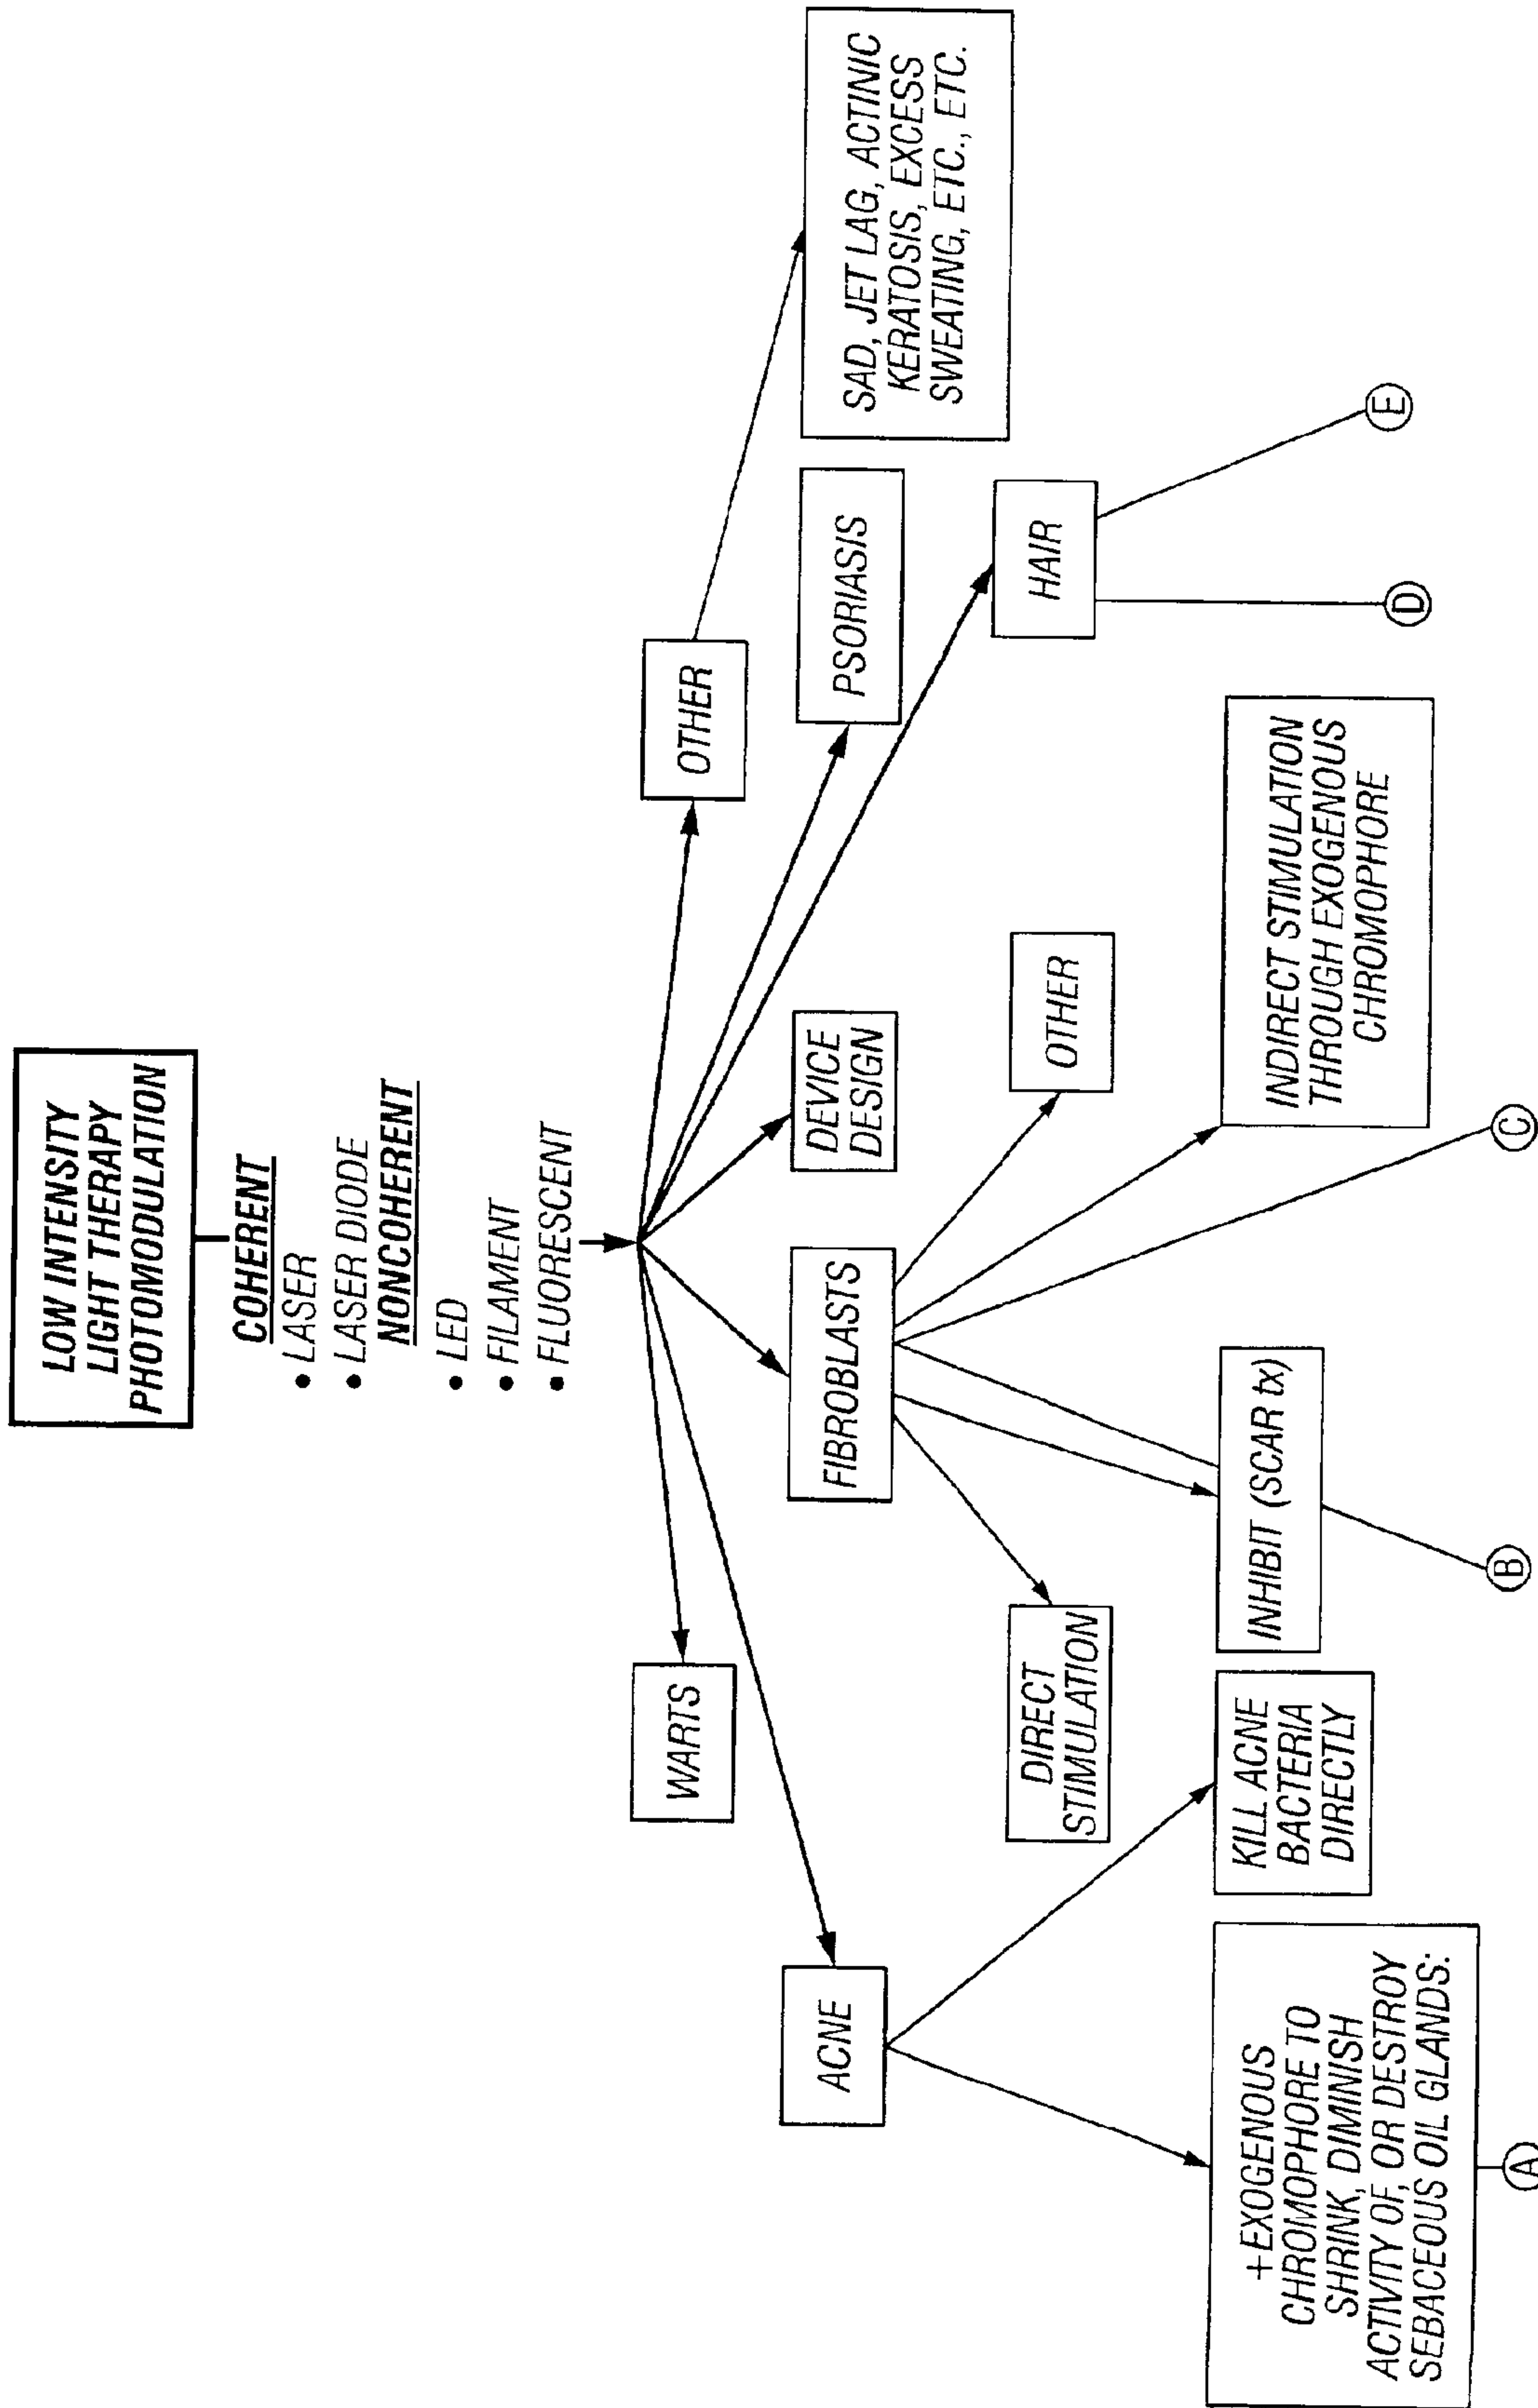 LOW INTENSITY
LIGHT THERAPY
PHOTOMODULATION
COHERENT
• LASER
• LASER DIODE
NONCOHERENT
• LED
• FILAMENT
• FLUORESCENT
WARTS
OTHER
ACNE
FIBROBLASTS
DEVICE
DESIGN
PSORIASIS
SAD, JET LAG, ACTINIC
KERATOSIS, EXCESS
SWEATING, ETC., ETC.
DIRECT
STIMULATION
OTHER
HAIR
+EXOGENOUS
CHROMOPHORE TO
SHRINK, DIMINISH
ACTIVITY OF, OR DESTROY
SEBACEOUS OIL GLANDS:
KILL ACNE
BACTERIA
DIRECTLY
INHIBIT (SCAR tx)
INDIRECT STIMULATION
THROUGH EXOGENOUS
CHROMOPHORE
A
B
C
D
E